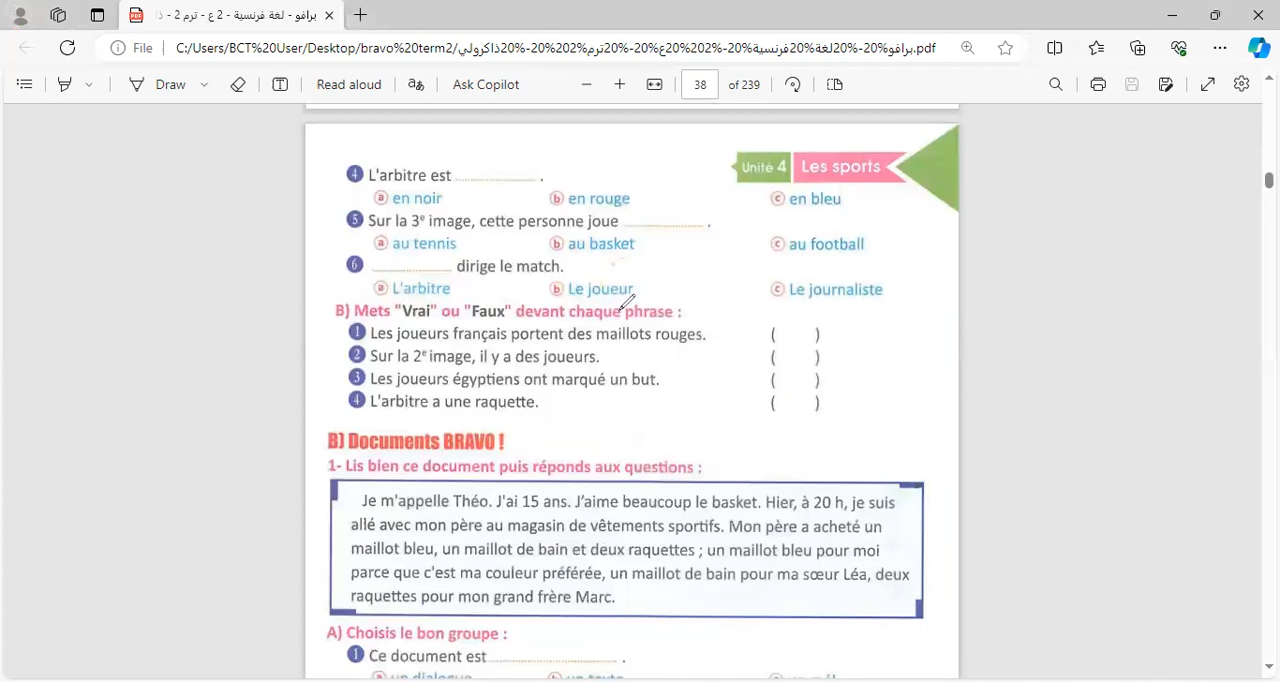 برافو - لغة فرنسية - 2 ع - ترم 2 - ذ
File C:/Users/BCT%20User/Desktop/bravo%20term2/برافو%20-%20لغة%20فرنسية%20-%202%20ع%20-%20ترم%202%20-%20ذاكرولي.pdf
Draw Read aloud Ask Copilot 38 of 239
Unité 4 Les sports
4 L'arbitre est .................... .
a en noir b en rouge c en bleu
5 Sur la 3e image, cette personne joue .................... .
a au tennis b au basket c au football
6 .................... dirige le match.
a L'arbitre b Le joueur c Le journaliste
B) Mets "Vrai" ou "Faux" devant chaque phrase :
1 Les joueurs français portent des maillots rouges. ( )
2 Sur la 2e image, il y a des joueurs. ( )
3 Les joueurs égyptiens ont marqué un but. ( )
4 L'arbitre a une raquette. ( )
B) Documents BRAVO !
1- Lis bien ce document puis réponds aux questions :
Je m'appelle Théo. J'ai 15 ans. J'aime beaucoup le basket. Hier, à 20 h, je suis
allé avec mon père au magasin de vêtements sportifs. Mon père a acheté un
maillot bleu, un maillot de bain et deux raquettes ; un maillot bleu pour moi
parce que c'est ma couleur préférée, un maillot de bain pour ma sœur Léa, deux
raquettes pour mon grand frère Marc.
A) Choisis le bon groupe :
1 Ce document est .............................. .
a un dialogue b un texte